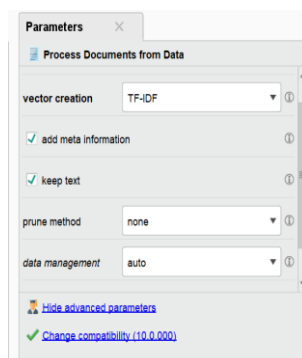 Parameters
Process Documents from Data
vector creation TF-IDF
add meta information
keep text
prune method none
data management auto
Hide advanced parameters
Change compatibility (10.0.000)